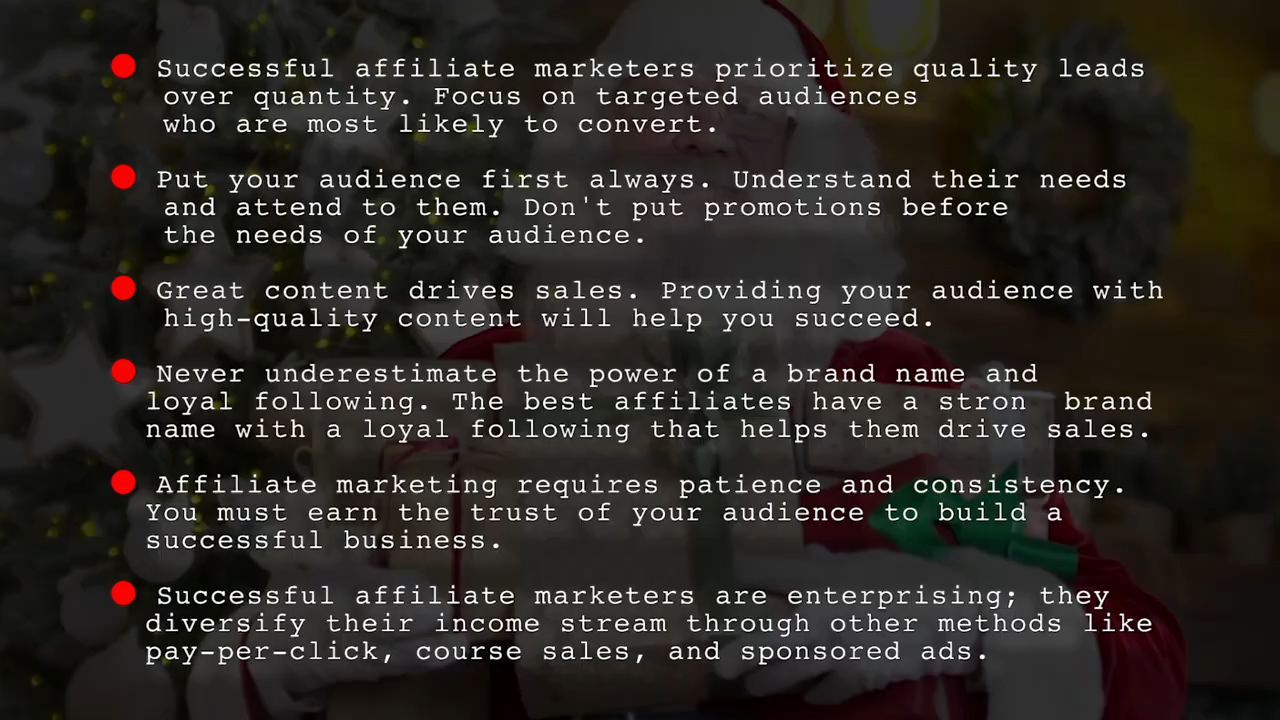 Successful affiliate marketers prioritize quality leads
over quantity. Focus on targeted audiences
who are most likely to convert.
Put your audience first always. Understand their needs
and attend to them. Don't put promotions before
the needs of your audience.
Great content drives sales. Providing your audience with
high-quality content will help you succeed.
Never underestimate the power of a brand name and
loyal following. The best affiliates have a stron  brand
name with a loyal following that helps them drive sales.
Affiliate marketing requires patience and consistency.
You must earn the trust of your audience to build a
successful business.
Successful affiliate marketers are enterprising; they
diversify their income stream through other methods like
pay-per-click, course sales, and sponsored ads.